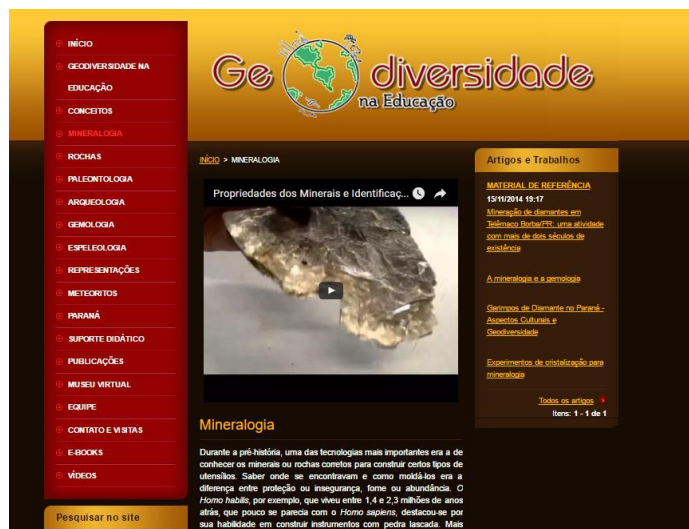 INÍCIO
GEODIVERSIDADE NA
EDUCAÇÃO
CONCEITOS
MINERALOGIA
ROCHAS
PALEONTOLOGIA
ARQUEOLOGIA
GEMOLOGIA
ESPELEOLOGIA
REPRESENTAÇÕES
METEORITOS
PARANÁ
SUPORTE DIDÁTICO
PUBLICAÇÕES
MUSEU VIRTUAL
EQUIPE
CONTATO E VISITAS
E-BOOKS
VÍDEOS
Pesquisar no site
Ge diversidade
na Educação
INÍCIO > MINERALOGIA
Propriedades dos Minerais e Identificaç...
Mineralogia
Durante a pré-história, uma das tecnologias mais importantes era a de
conhecer os minerais ou rochas corretos para construir certos tipos de
utensílios. Saber onde se encontravam e como moldá-los era a
diferença entre proteção ou insegurança, fome ou abundância. O
Homo habilis, por exemplo, que viveu entre 1,4 e 2,3 milhões de anos
atrás, que pouco se parecia com o Homo sapiens, destacou-se por
sua habilidade em construir instrumentos com pedra lascada. Mais
Artigos e Trabalhos
MATERIAL DE REFERÊNCIA
15/11/2014 19:17
Mineração de diamantes em
Telêmaco Borba/PR: uma atividade
com mais de dois séculos de
existência
A mineralogia e a gemologia
Garimpos de Diamante no Paraná -
Aspectos Culturais e
Geodiversidade
Experimentos de cristalização para
mineralogia
Todos os artigos
Itens: 1 - 1 de 1